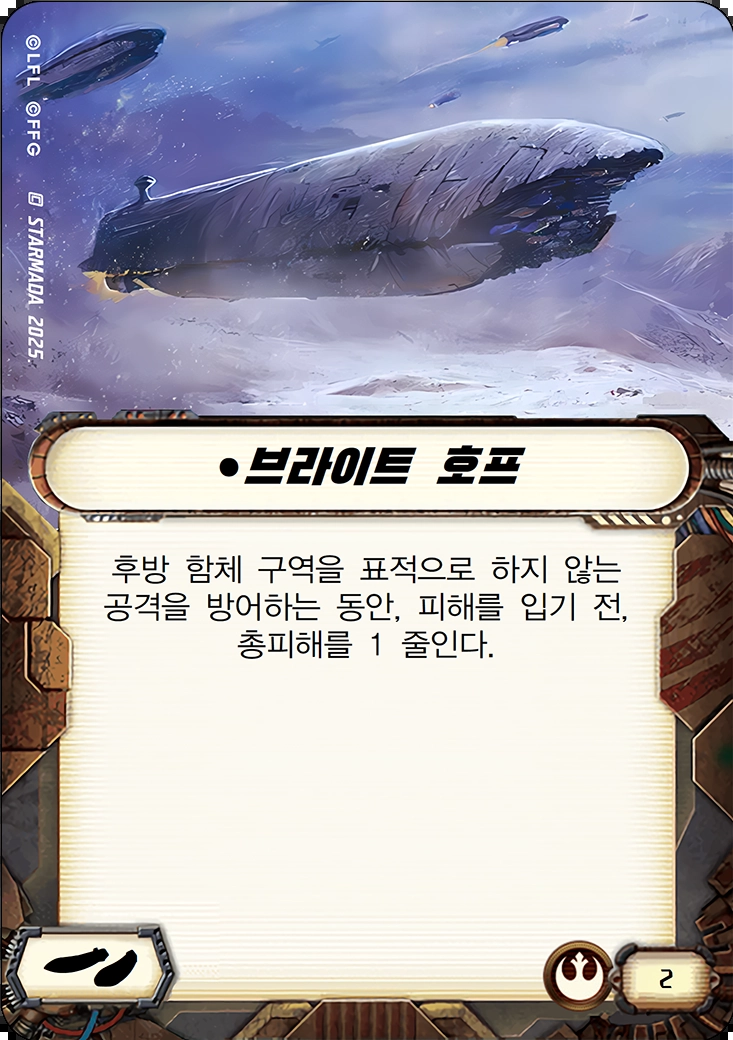 ©LFL ©FFG STARMADA 2025.
•브라이트 호프
후방 함체 구역을 표적으로 하지 않는
공격을 방어하는 동안, 피해를 입기 전,
총피해를 1 줄인다.
2